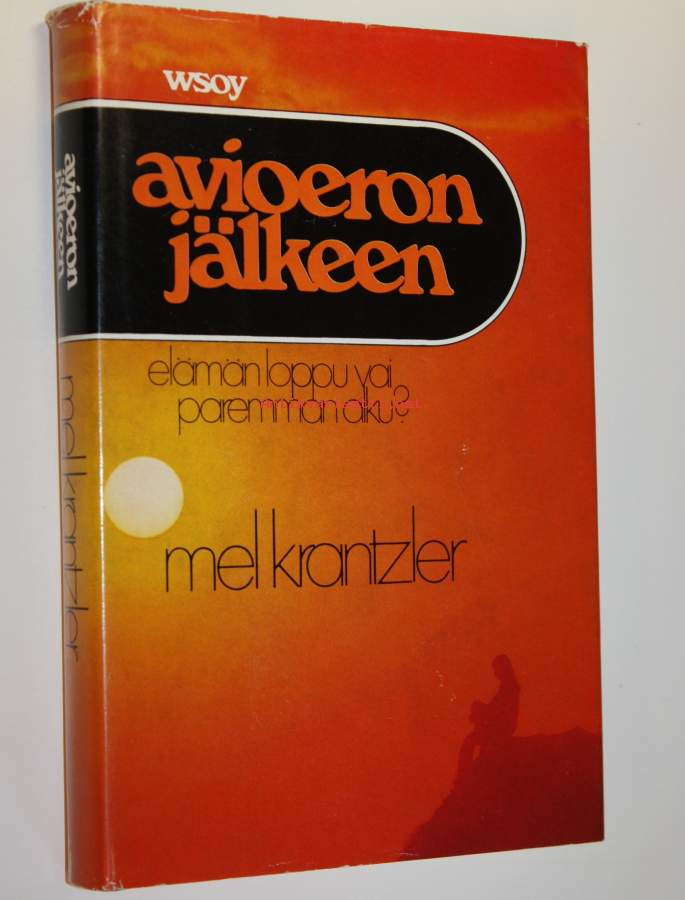 wsoy
avioeron
jälkeen
elämän loppu vai
paremman alku?
mel krantzler
avioeron
jälkeen
mel krantzler